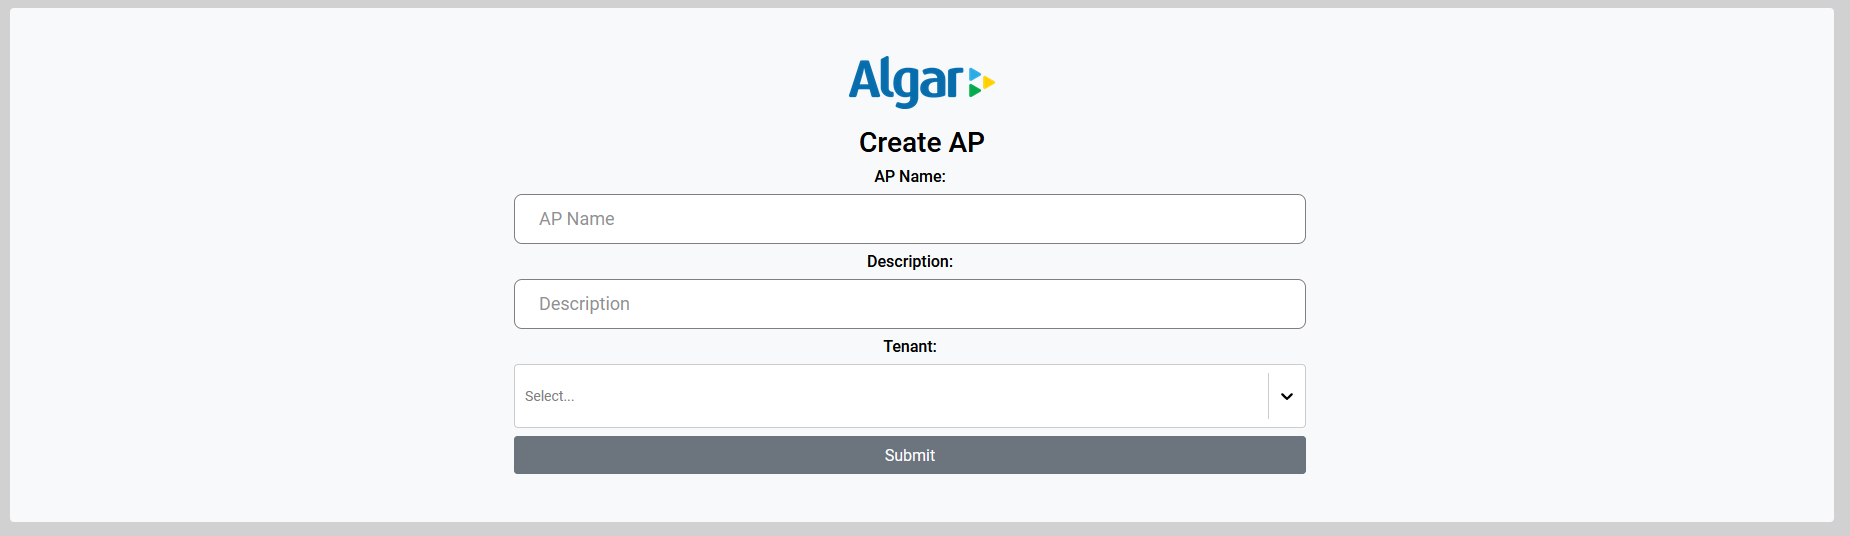 Algar
Create AP
AP Name:
AP Name
Description:
Description
Tenant:
Select...
Submit